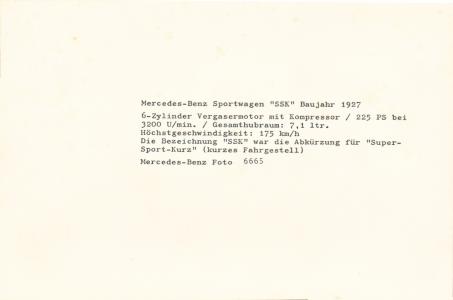 Mercedes-Benz Sportwagen "SSK" Baujahr 1927
6-Zylinder Vergasermotor mit Kompressor / 225 PS bei
3200 U/min. / Gesamthubraum: 7,1 ltr.
Höchstgeschwindigkeit: 175 km/h
Die Bezeichnung "SSK" war die Abkürzung für "Super-
Sport-Kurz" (kurzes Fahrgestell)
Mercedes-Benz Foto 6665